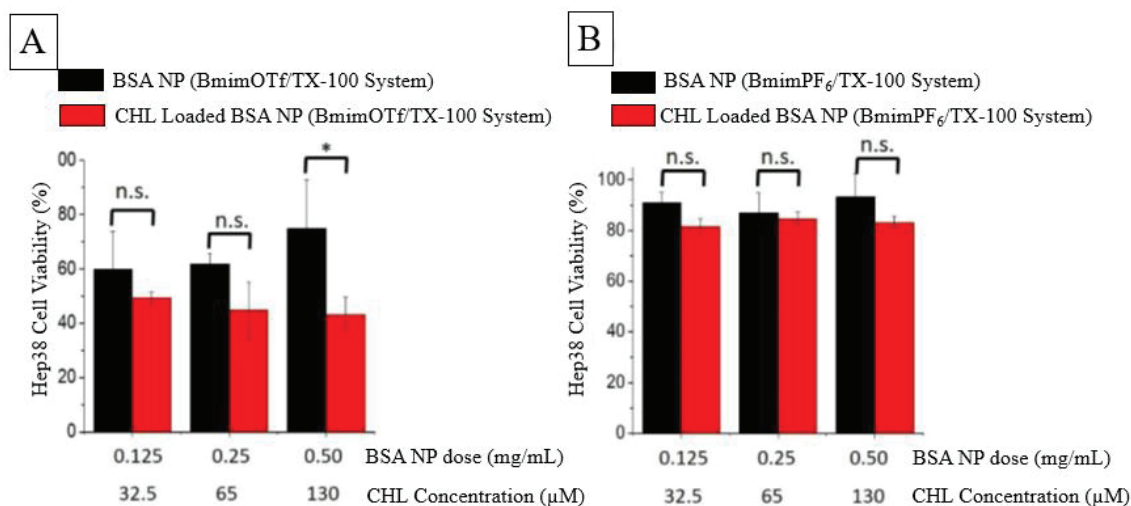 A
BSA NP (BmimOTf/TX-100 System)
CHL Loaded BSA NP (BmimOTf/TX-100 System)
Hep38 Cell Viability (%)
00
80
60
40
20
0
n.s.
n.s.
*
0.125 0.25 0.50 BSA NP dose (mg/mL)
32.5 65 130 CHL Concentration (µM)
B
BSA NP (BmimPF₆/TX-100 System)
CHL Loaded BSA NP (BmimPF₆/TX-100 System)
Hep38 Cell Viability (%)
100
80
60
40
20
0
n.s.
n.s.
n.s.
0.125 0.25 0.50 BSA NP dose (mg/mL)
32.5 65 130 CHL Concentration (µM)